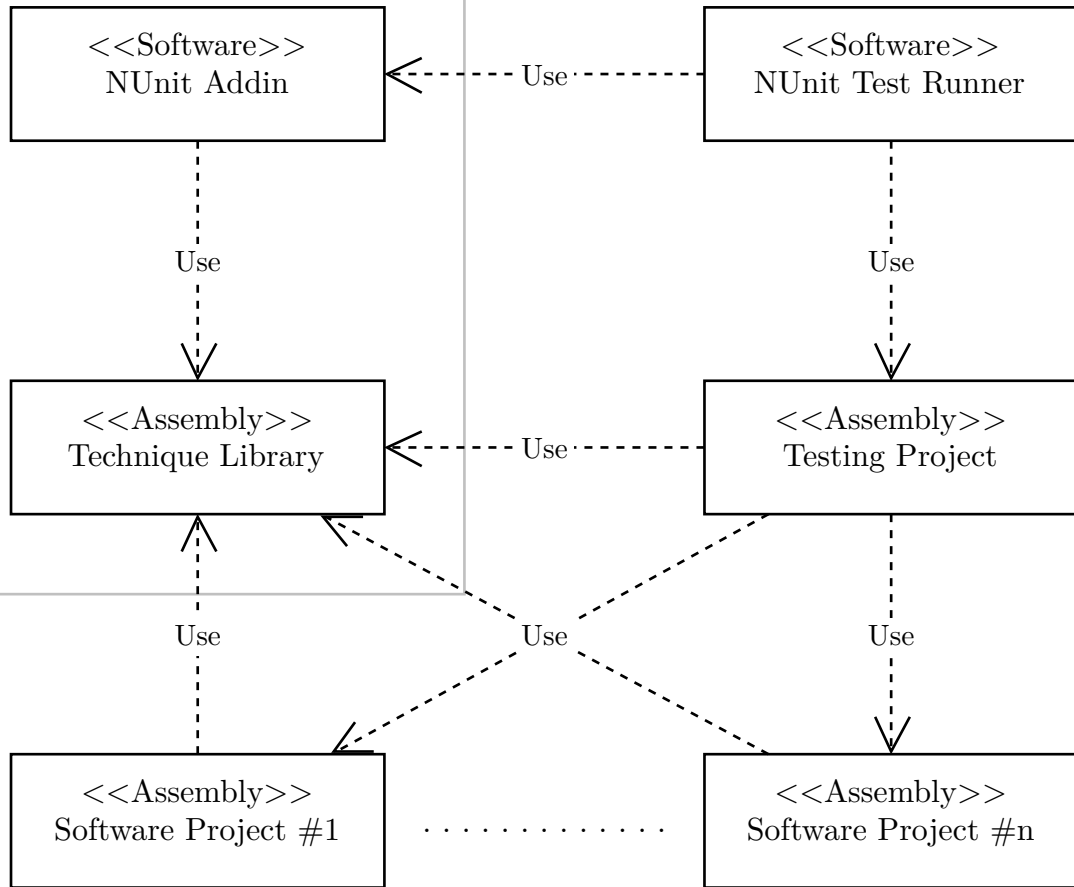 <<Software>>
NUnit Addin
<<Software>>
NUnit Test Runner
Use
Use
Use
<<Assembly>>
Technique Library
<<Assembly>>
Testing Project
Use
Use
Use
Use
<<Assembly>>
Software Project #1
. . . . . . . . . . . . .
<<Assembly>>
Software Project #n